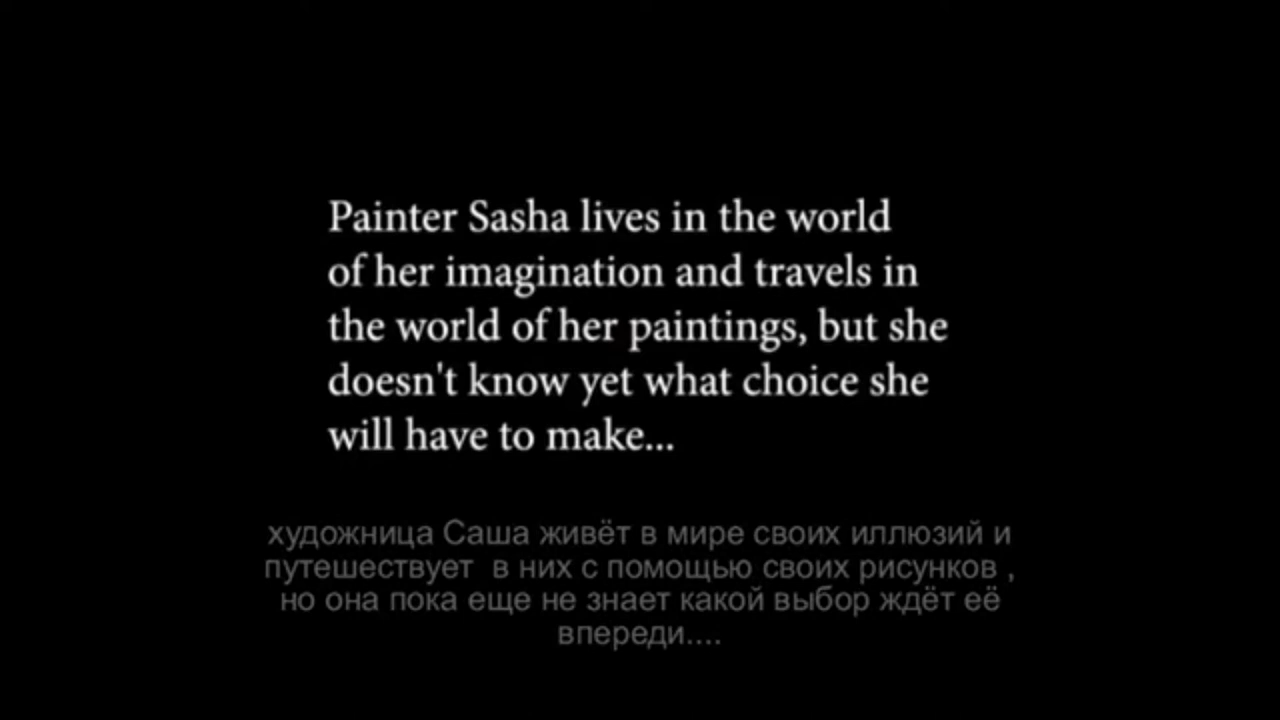 Painter Sasha lives in the world
of her imagination and travels in
the world of her paintings, but she
doesn't know yet what choice she
will have to make...
художница Саша живёт в мире своих иллюзий и
путешествует  в них с помощью своих рисунков ,
но она пока еще не знает какой выбор ждёт её
впереди....